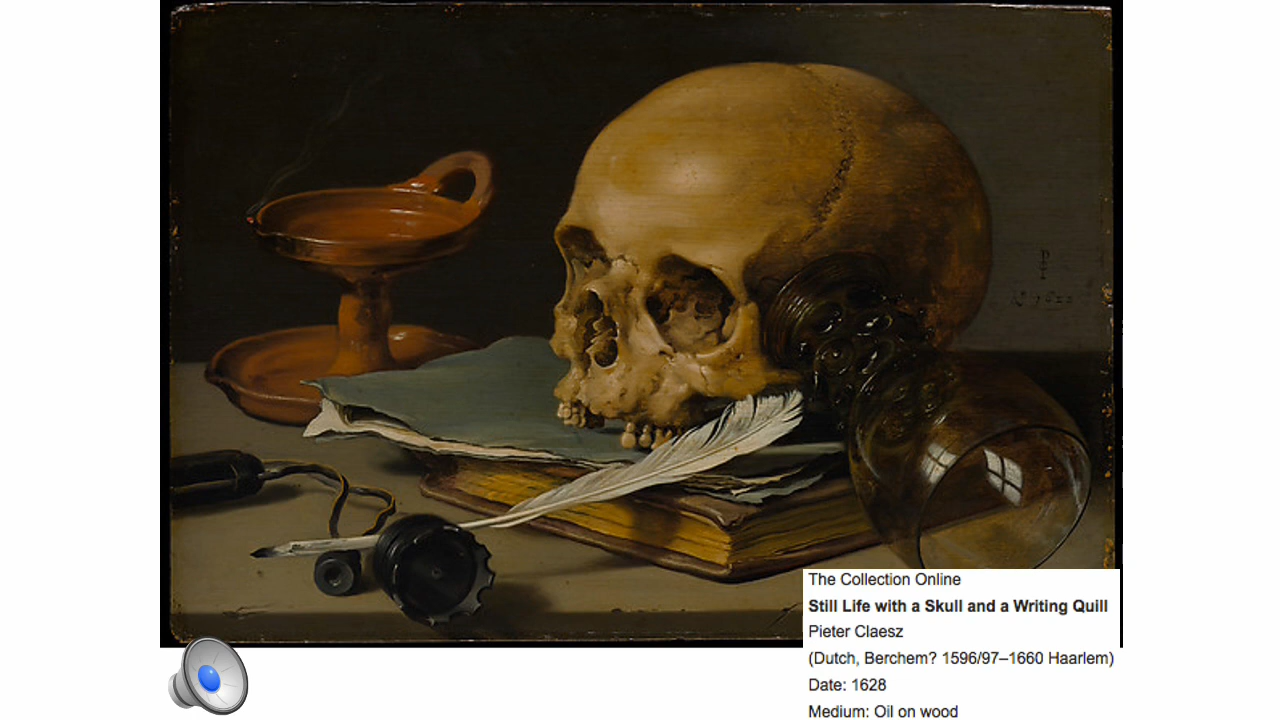 The Collection Online
Still Life with a Skull and a Writing Quill
Pieter Claesz
(Dutch, Berchem? 1596/97–1660 Haarlem)
Date: 1628
Medium: Oil on wood